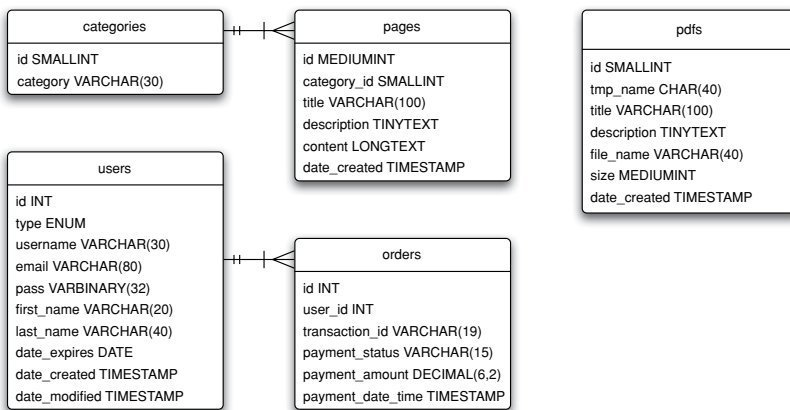 categories
id SMALLINT
category VARCHAR(30)
pages
id MEDIUMINT
category_id SMALLINT
title VARCHAR(100)
description TINYTEXT
content LONGTEXT
date_created TIMESTAMP
pdfs
id SMALLINT
tmp_name CHAR(40)
title VARCHAR(100)
description TINYTEXT
file_name VARCHAR(40)
size MEDIUMINT
date_created TIMESTAMP
users
id INT
type ENUM
username VARCHAR(30)
email VARCHAR(80)
pass VARBINARY(32)
first_name VARCHAR(20)
last_name VARCHAR(40)
date_expires DATE
date_created TIMESTAMP
date_modified TIMESTAMP
orders
id INT
user_id INT
transaction_id VARCHAR(19)
payment_status VARCHAR(15)
payment_amount DECIMAL(6,2)
payment_date_time TIMESTAMP